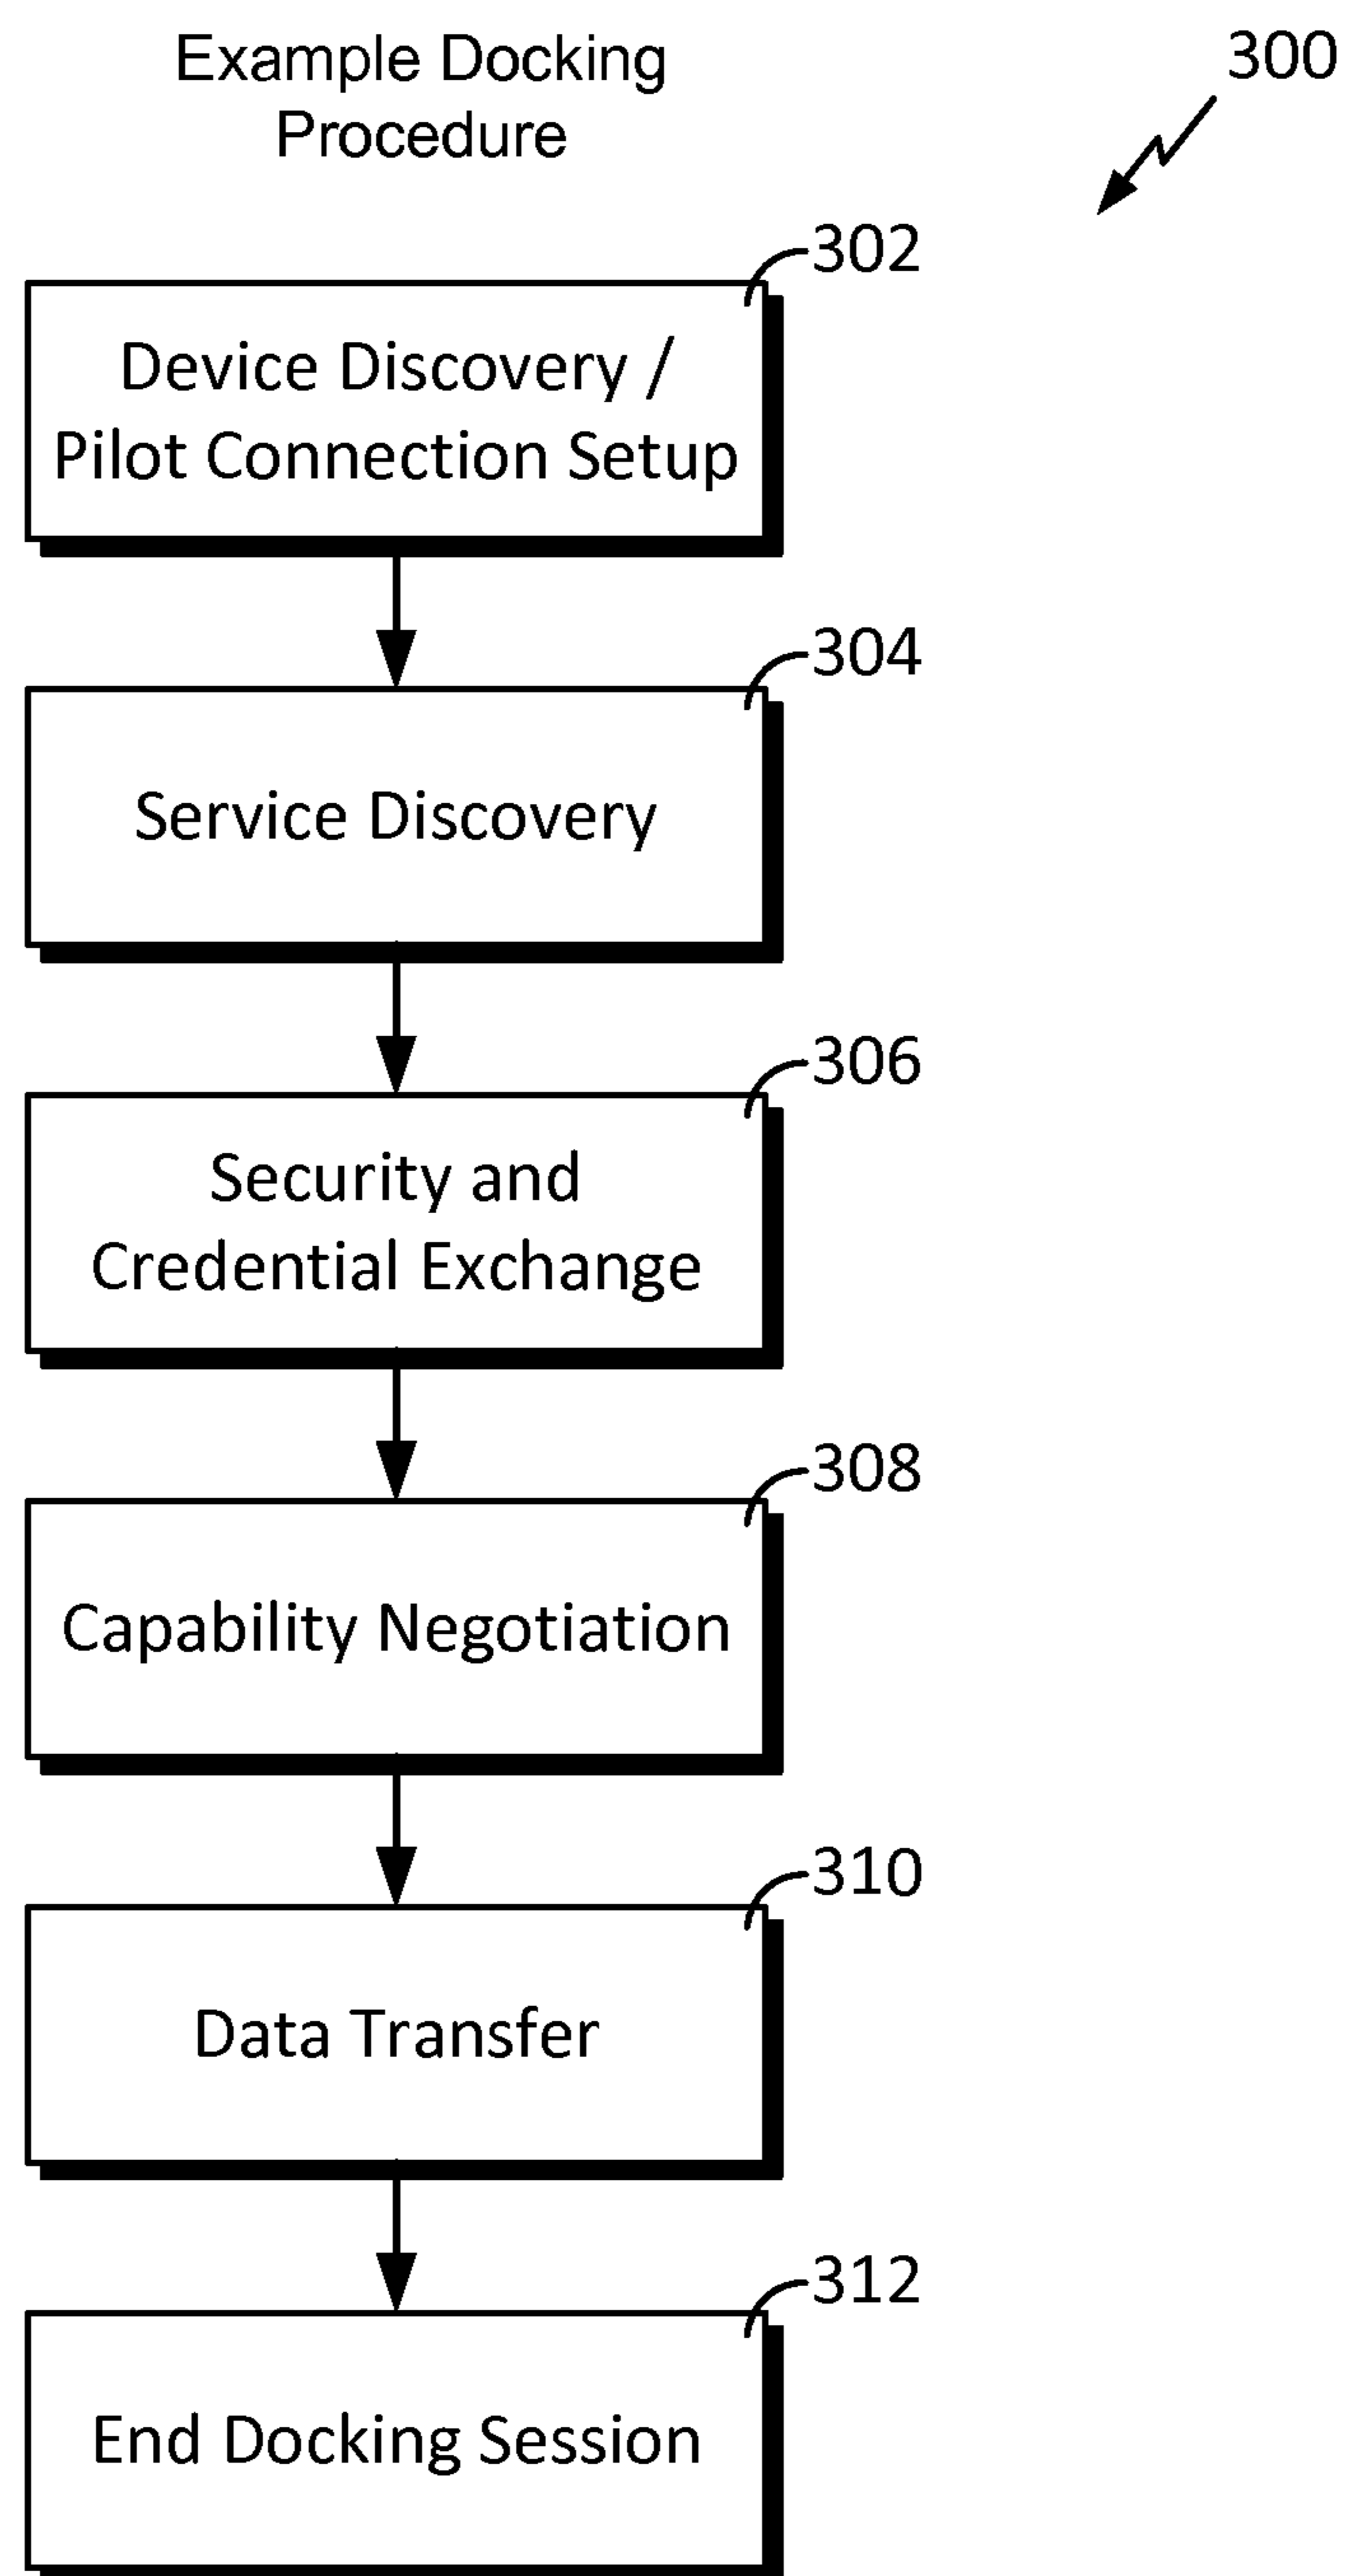 Example Docking
Procedure
300
302
Device Discovery /
Pilot Connection Setup
304
Service Discovery
306
Security and
Credential Exchange
308
Capability Negotiation
310
Data Transfer
312
End Docking Session